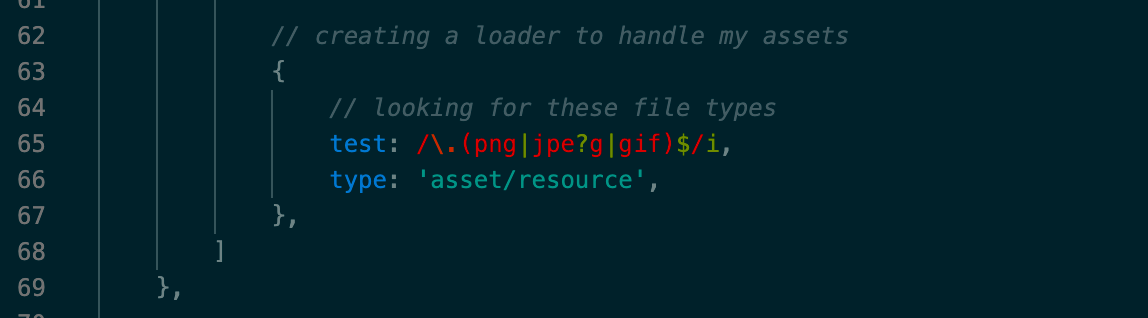 61
62 // creating a loader to handle my assets
63 {
64 // looking for these file types
65 test: /\.(png|jpe?g|gif)$/i,
66 type: 'asset/resource',
67 },
68 ]
69 },
70